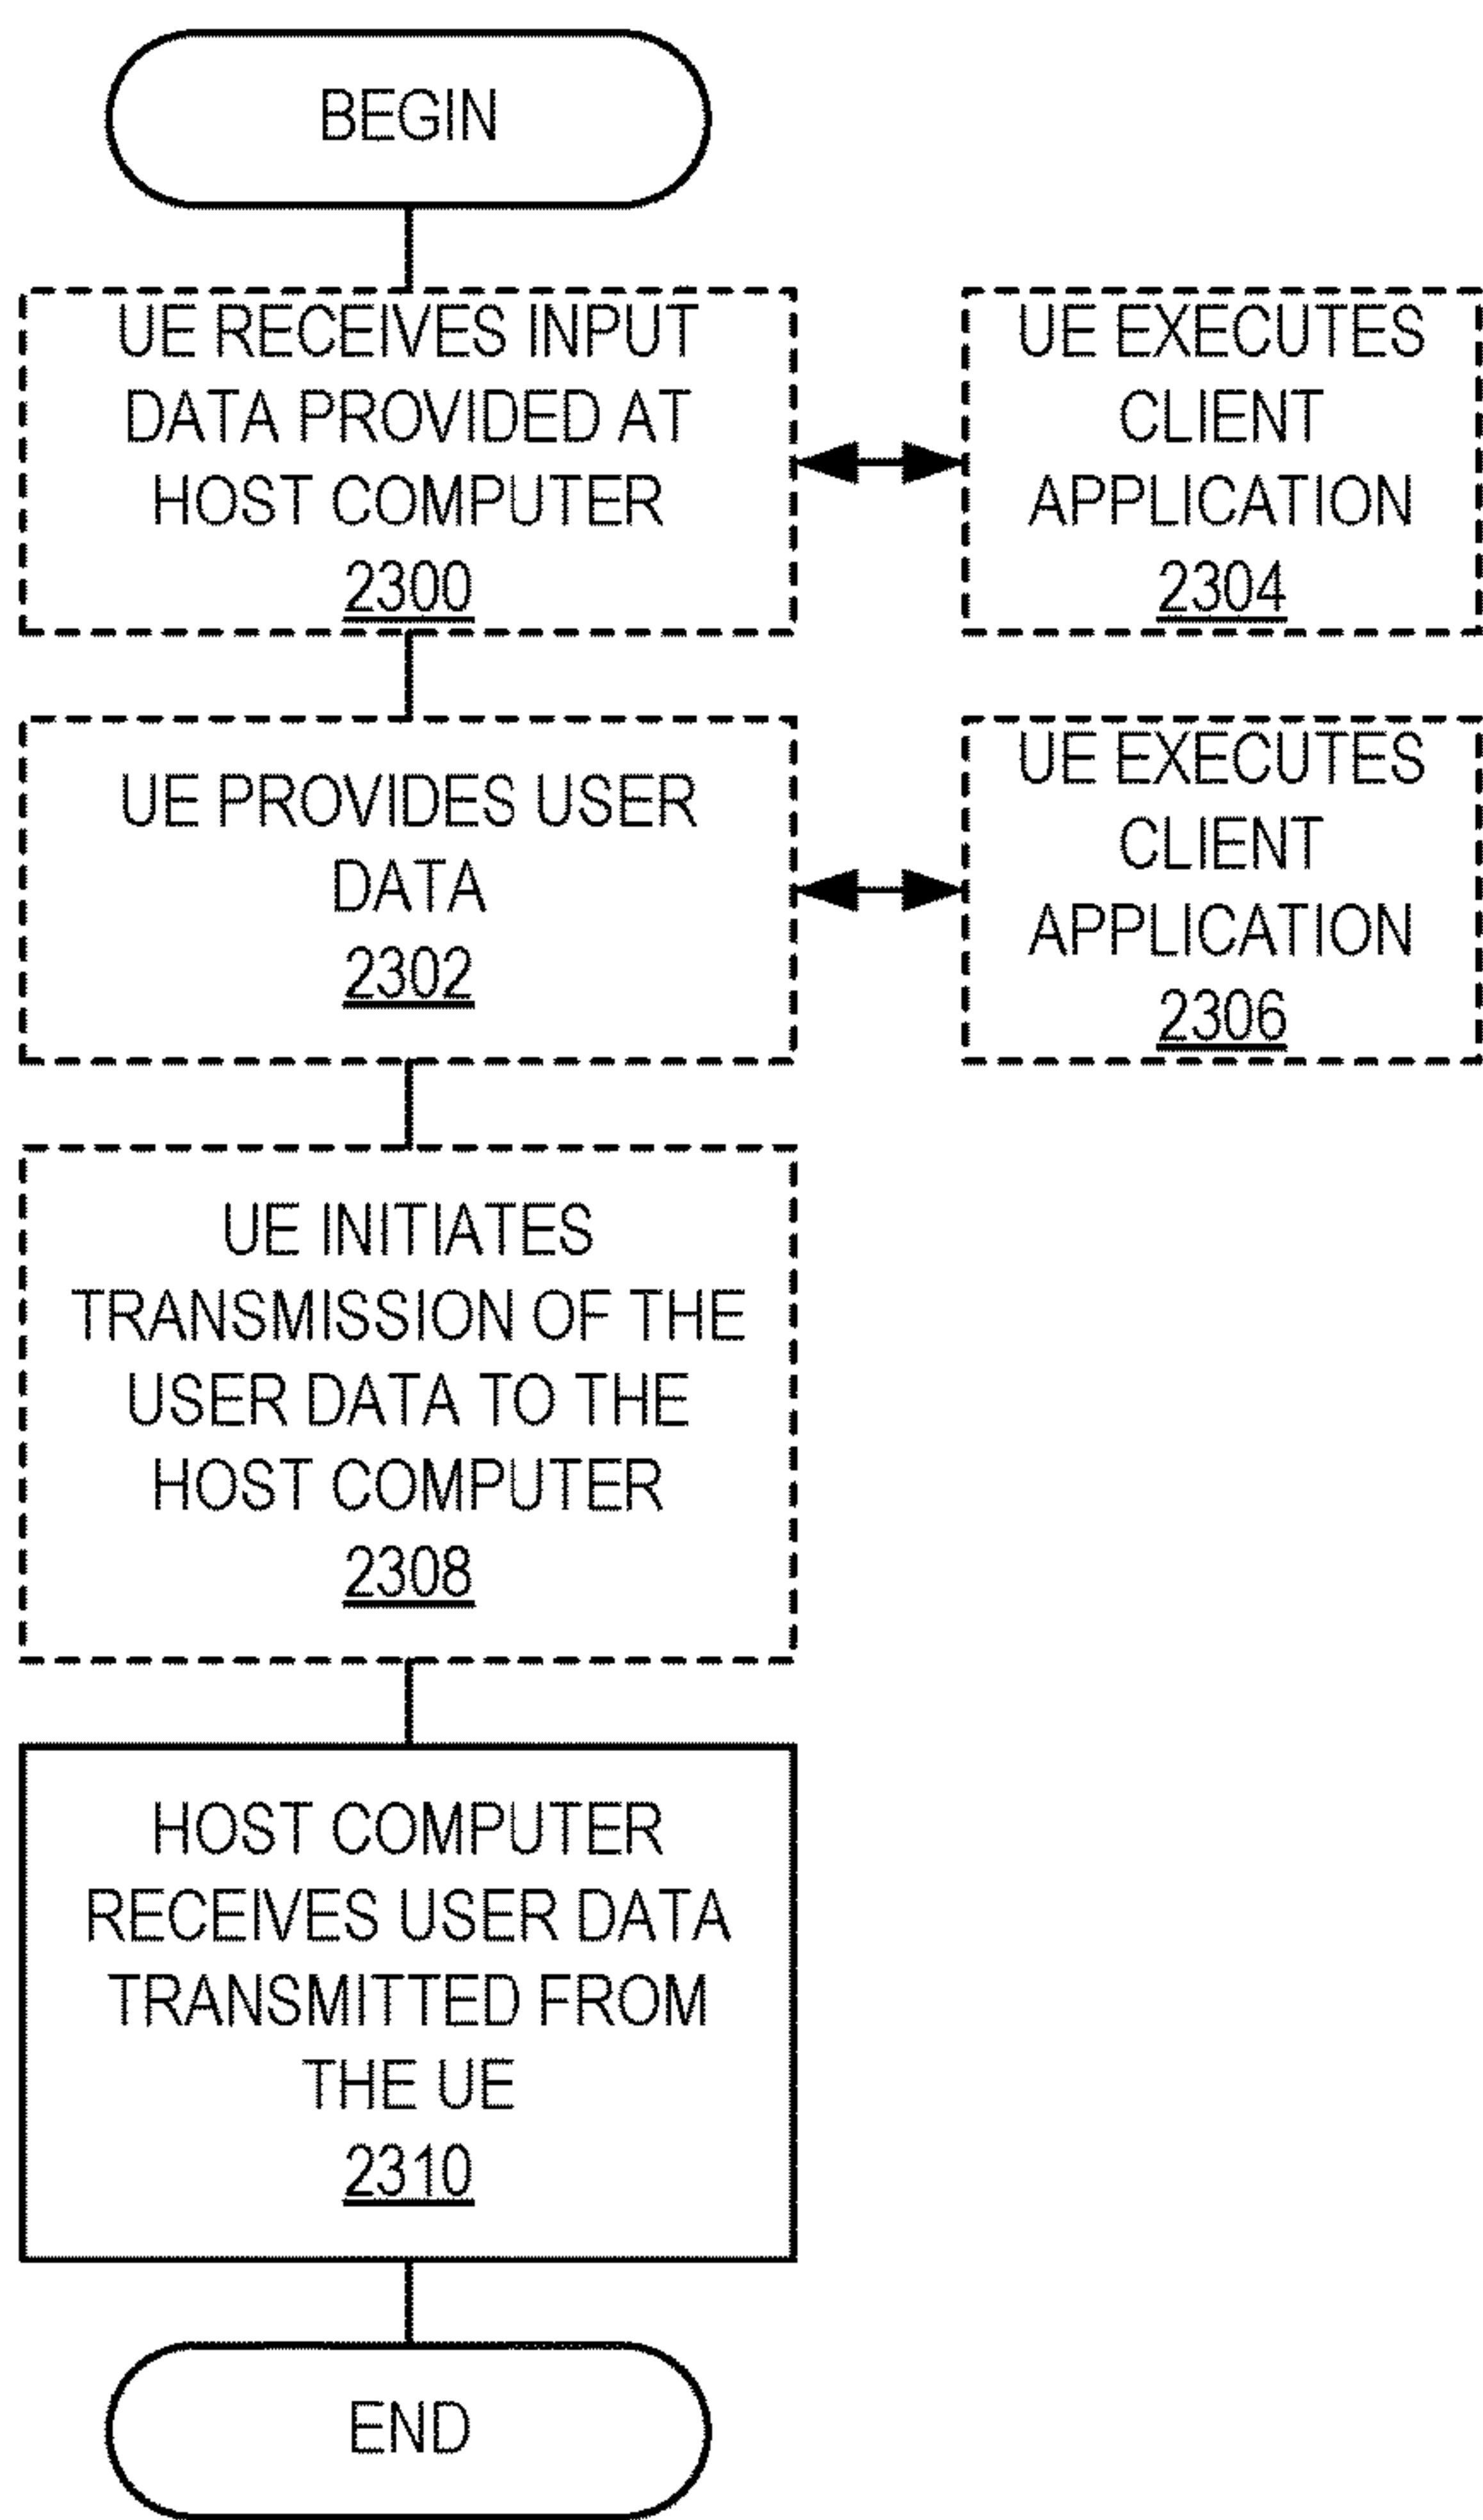 BEGIN
UE RECEIVES INPUT
DATA PROVIDED AT
HOST COMPUTER
2300
UE EXECUTES
CLIENT
APPLICATION
2304
UE PROVIDES USER
DATA
2302
UE EXECUTES
CLIENT
APPLICATION
2306
UE INITIATES
TRANSMISSION OF THE
USER DATA TO THE
HOST COMPUTER
2308
HOST COMPUTER
RECEIVES USER DATA
TRANSMITTED FROM
THE UE
2310
END